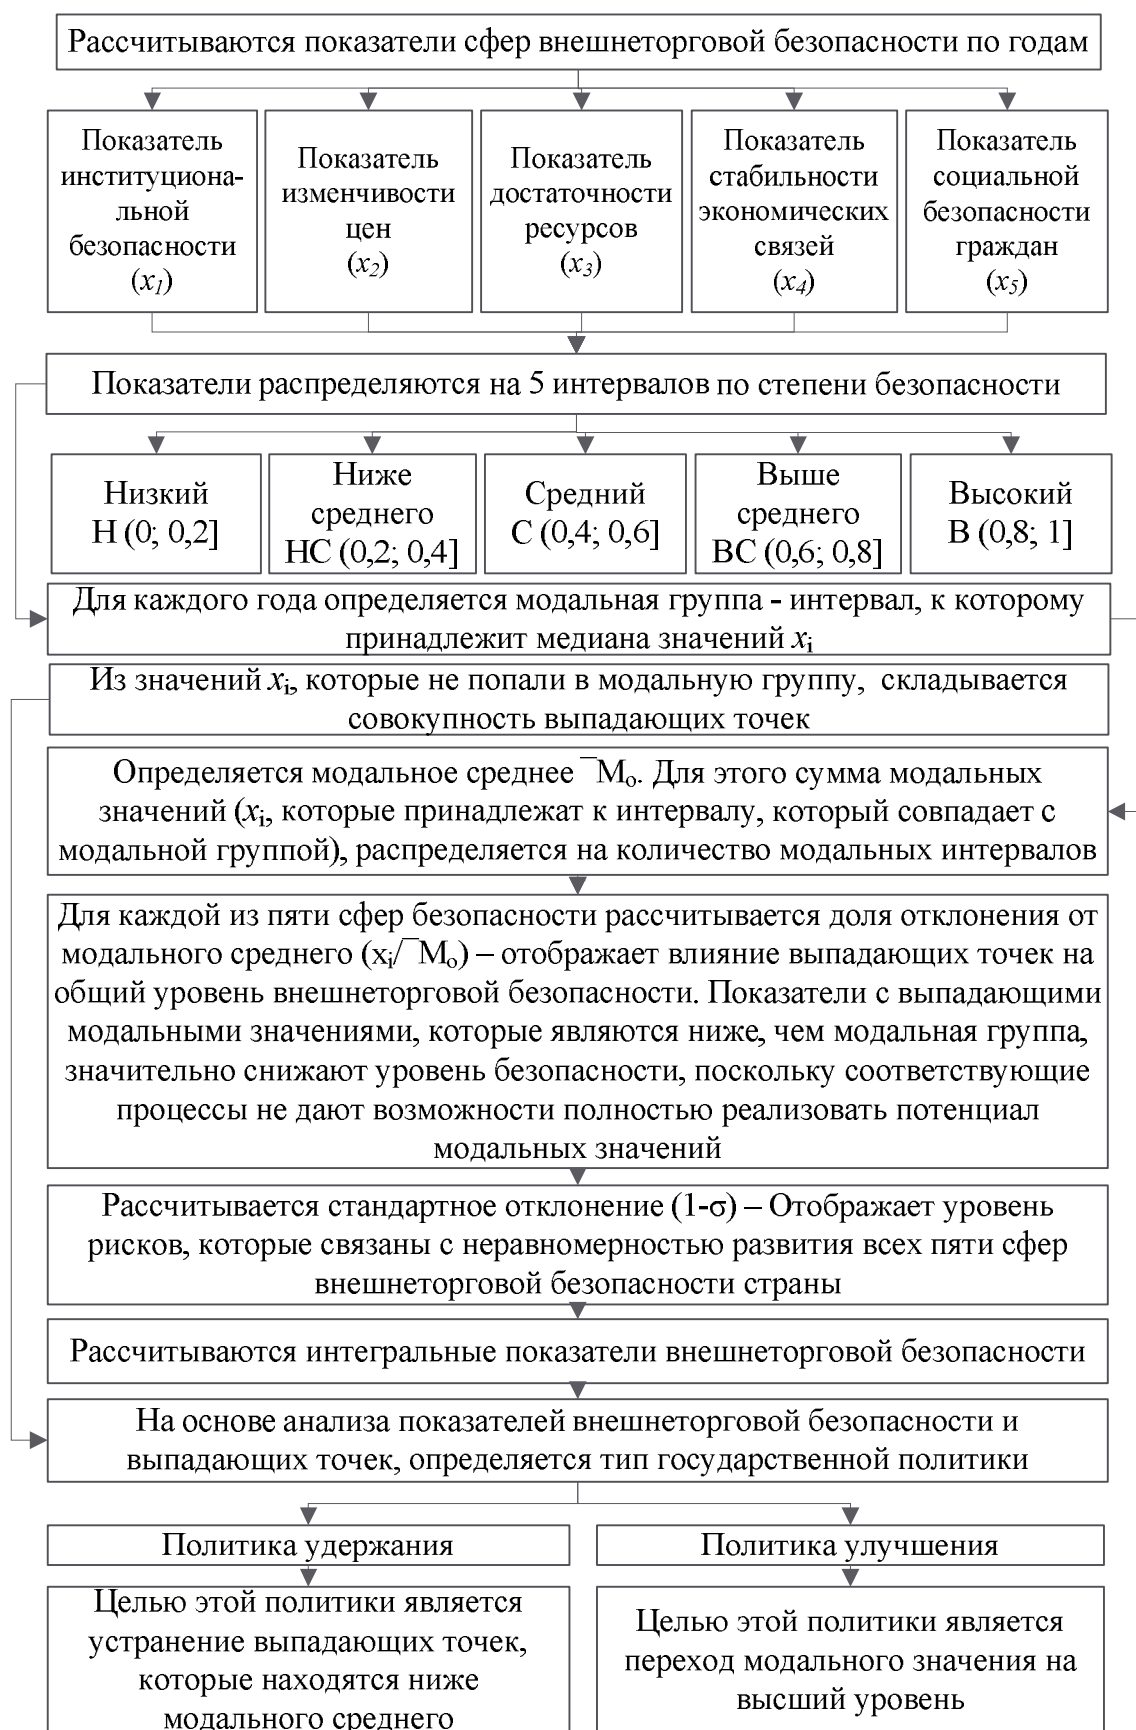 Рассчитываются показатели сфер внешнеторговой безопасности по годам
Показатель
институциона-
льной
безопасности
(x1)
Показатель
изменчивости
цен
(x2)
Показатель
достаточности
ресурсов
(x3)
Показатель
стабильности
экономических
связей
(x4)
Показатель
социальной
безопасности
граждан
(x5)
Показатели распределяются на 5 интервалов по степени безопасности
Низкий
Н (0; 0,2]
Ниже
среднего
НС (0,2; 0,4]
Средний
С (0,4; 0,6]
Выше
среднего
ВС (0,6; 0,8]
Высокий
В (0,8; 1]
Для каждого года определяется модальная группа - интервал, к которому
принадлежит медиана значений xi
Из значений xi, которые не попали в модальную группу, складывается
совокупность выпадающих точек
Определяется модальное среднее ¯Mo. Для этого сумма модальных
значений (xi, которые принадлежат к интервалу, который совпадает с
модальной группой), распределяется на количество модальных интервалов
Для каждой из пяти сфер безопасности рассчитывается доля отклонения от
модального среднего (xi/¯Mo) – отображает влияние выпадающих точек на
общий уровень внешнеторговой безопасности. Показатели с выпадающими
модальными значениями, которые являются ниже, чем модальная группа,
значительно снижают уровень безопасности, поскольку соответствующие
процессы не дают возможности полностью реализовать потенциал
модальных значений
Рассчитывается стандартное отклонение (1-σ) – Отображает уровень
рисков, которые связаны с неравномерностью развития всех пяти сфер
внешнеторговой безопасности страны
Рассчитываются интегральные показатели внешнеторговой безопасности
На основе анализа показателей внешнеторговой безопасности и
выпадающих точек, определяется тип государственной политики
Политика удержания
Политика улучшения
Целью этой политики является
устранение выпадающих точек,
которые находятся ниже
модального среднего
Целью этой политики является
переход модального значения на
высший уровень